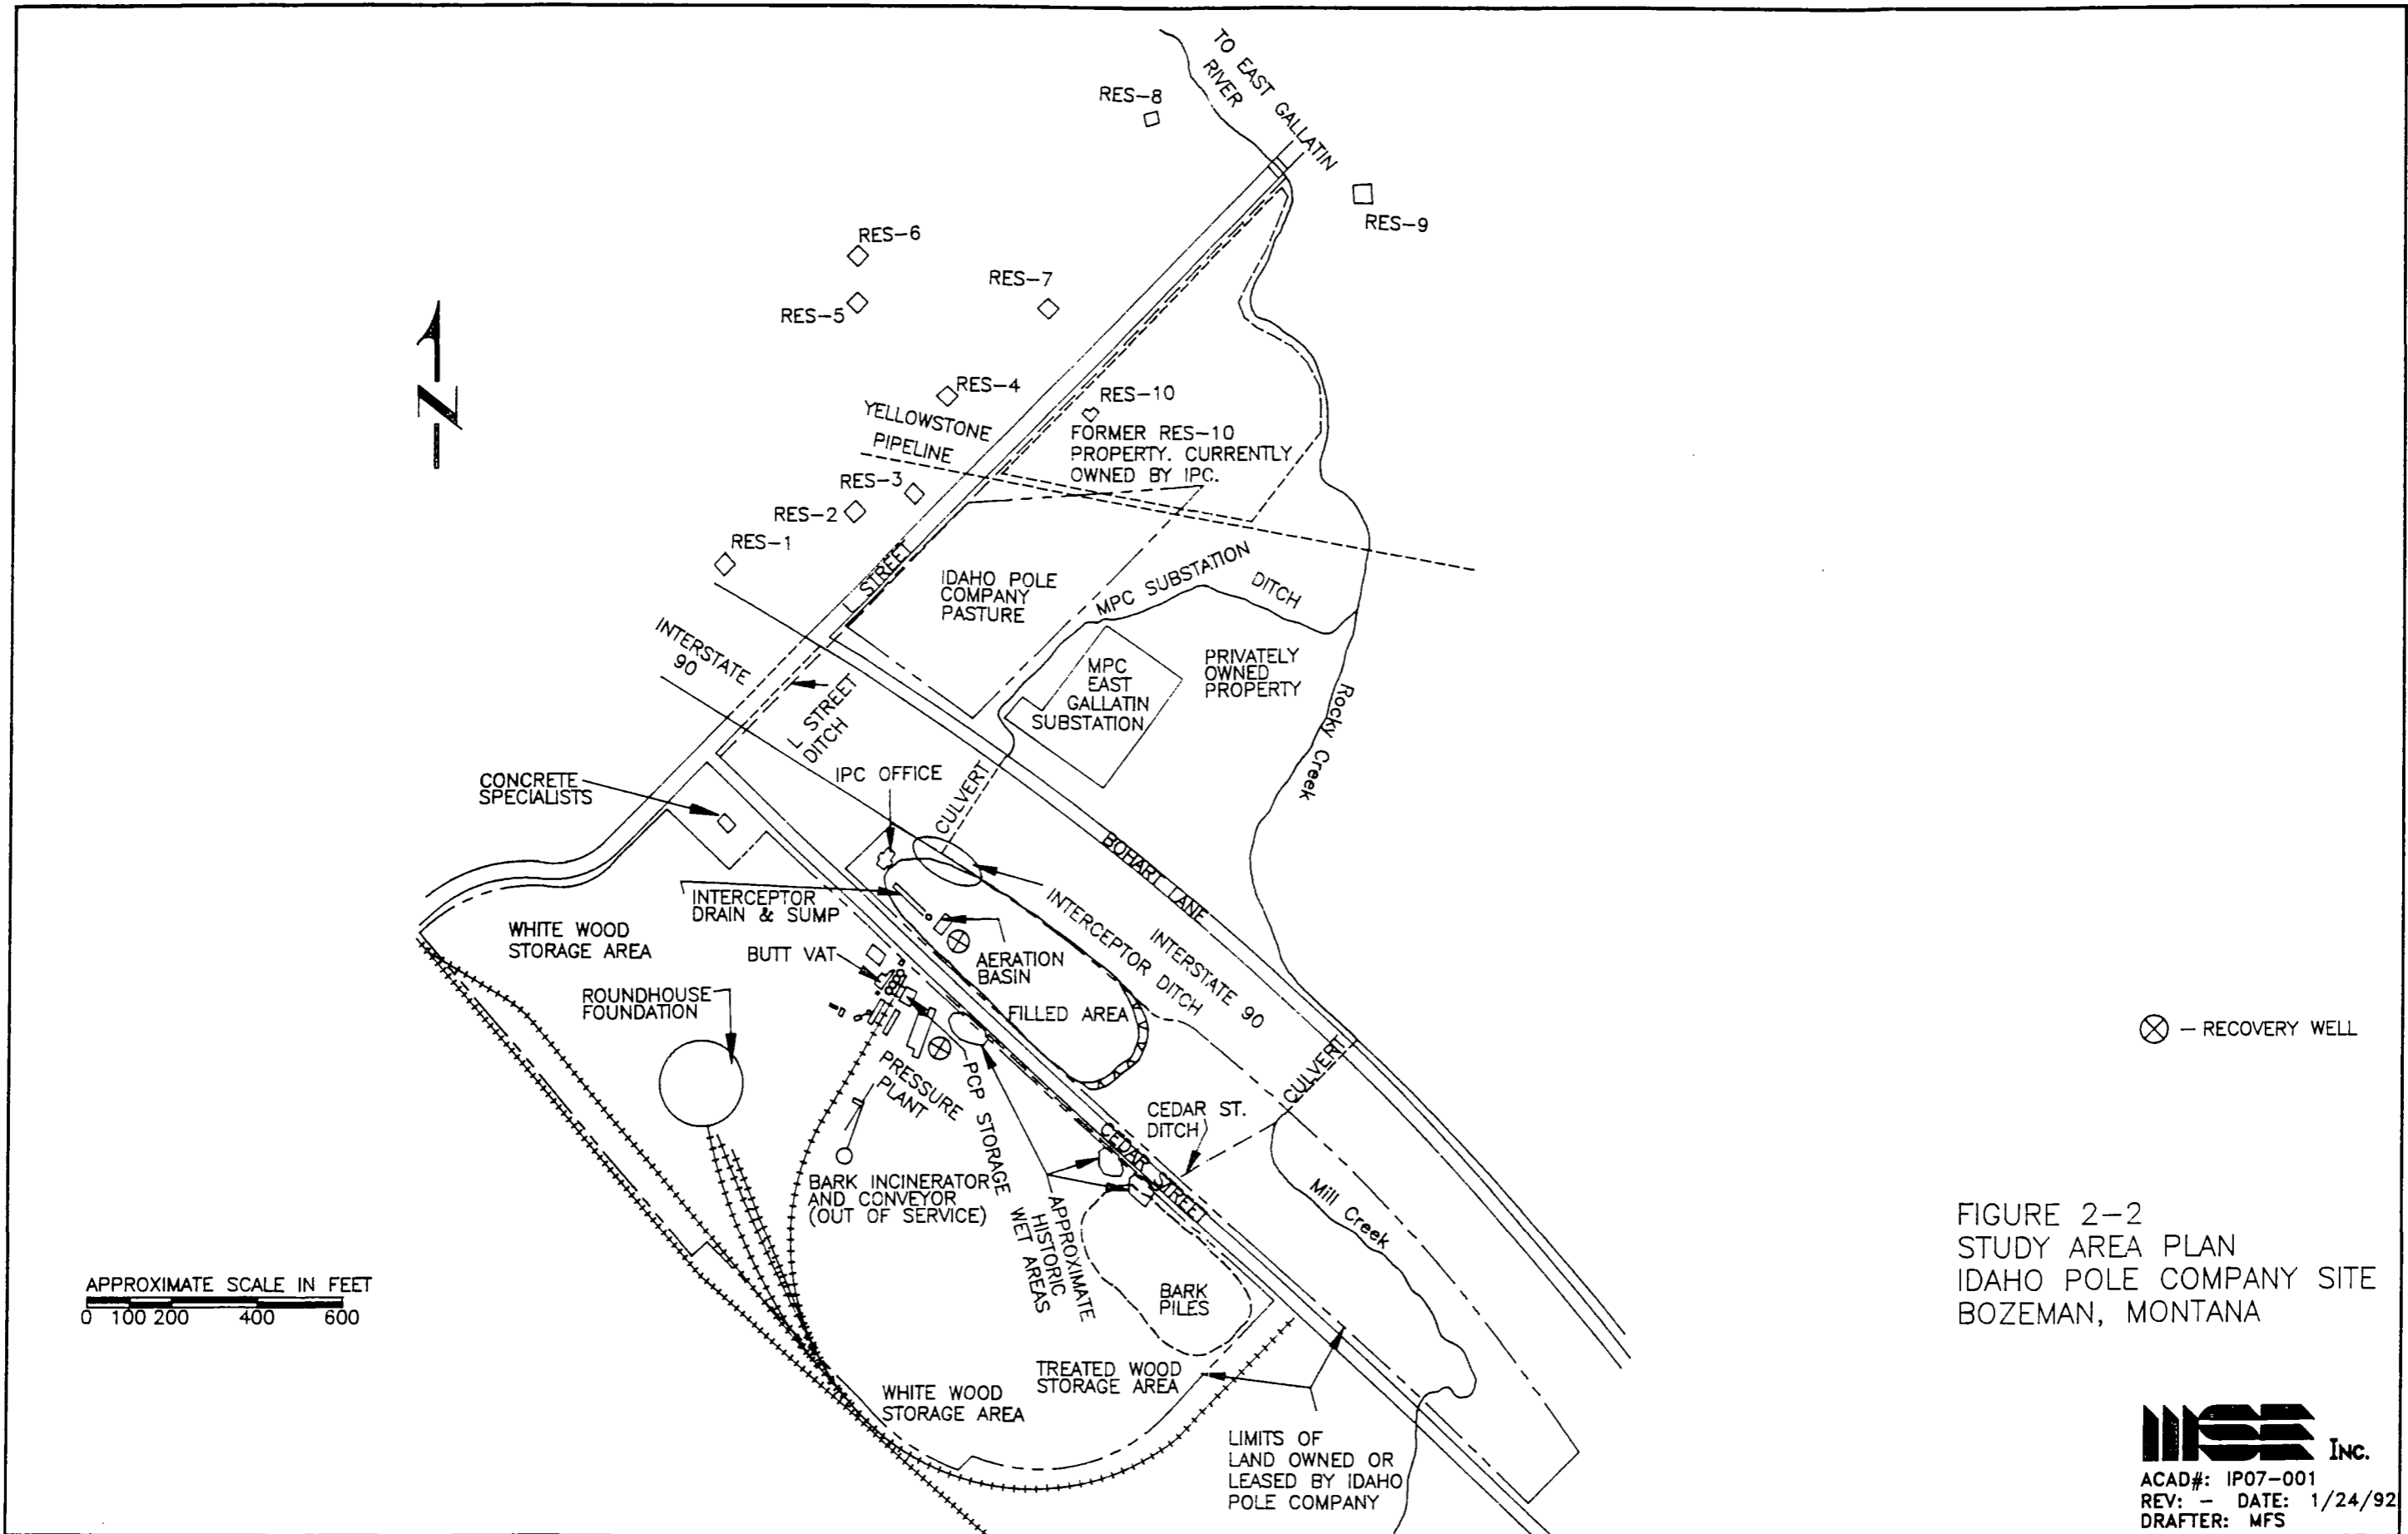 TO EAST GALLATIN
RIVER
RES-8
RES-9
RES-6
RES-7
RES-5
N
RES-4
RES-10
YELLOWSTONE
PIPELINE
FORMER RES-10
PROPERTY. CURRENTLY
OWNED BY IPC.
RES-3
RES-2
RES-1
L STREET
IDAHO POLE
COMPANY
PASTURE
MPC SUBSTATION
DITCH
INTERSTATE
90
MPC
EAST
GALLATIN
SUBSTATION
PRIVATELY
OWNED
PROPERTY
Rocky Creek
L STREET
DITCH
IPC OFFICE
CULVERT
CONCRETE
SPECIALISTS
BOHART LANE
INTERCEPTOR
DRAIN & SUMP
INTERCEPTOR DITCH
INTERSTATE 90
WHITE WOOD
STORAGE AREA
BUTT VAT
AERATION
BASIN
ROUNDHOUSE
FOUNDATION
FILLED AREA
⊗ - RECOVERY WELL
PRESSURE
PLANT
PCP STORAGE
CULVERT
CEDAR ST.
DITCH
CEDAR STREET
BARK INCINERATOR
AND CONVEYOR
(OUT OF SERVICE)
APPROXIMATE
HISTORIC
WET AREAS
Mill Creek
BARK
PILES
FIGURE 2-2
STUDY AREA PLAN
IDAHO POLE COMPANY SITE
BOZEMAN, MONTANA
APPROXIMATE SCALE IN FEET
0 100 200 400 600
TREATED WOOD
STORAGE AREA
WHITE WOOD
STORAGE AREA
LIMITS OF
LAND OWNED OR
LEASED BY IDAHO
POLE COMPANY
MSE INC.
ACAD#: IP07-001
REV: - DATE: 1/24/92
DRAFTER: MFS